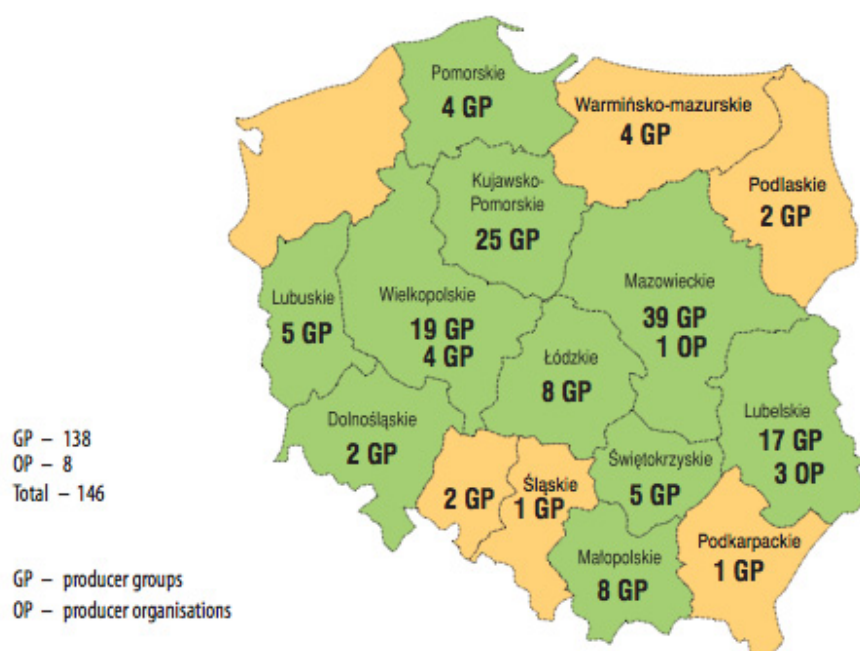 Pomorskie
4 GP
Warmińsko-mazurskie
4 GP
Podlaskie
2 GP
Kujawsko-
Pomorskie
25 GP
Mazowieckie
39 GP
1 OP
Lubuskie
5 GP
Wielkopolskie
19 GP
4 GP
Łódzkie
8 GP
Lubelskie
17 GP
3 OP
Dolnośląskie
2 GP
2 GP
Śląskie
1 GP
Świętokrzyskie
5 GP
Małopolskie
8 GP
Podkarpackie
1 GP
GP – 138
OP – 8
Total – 146
GP – producer groups
OP – producer organisations